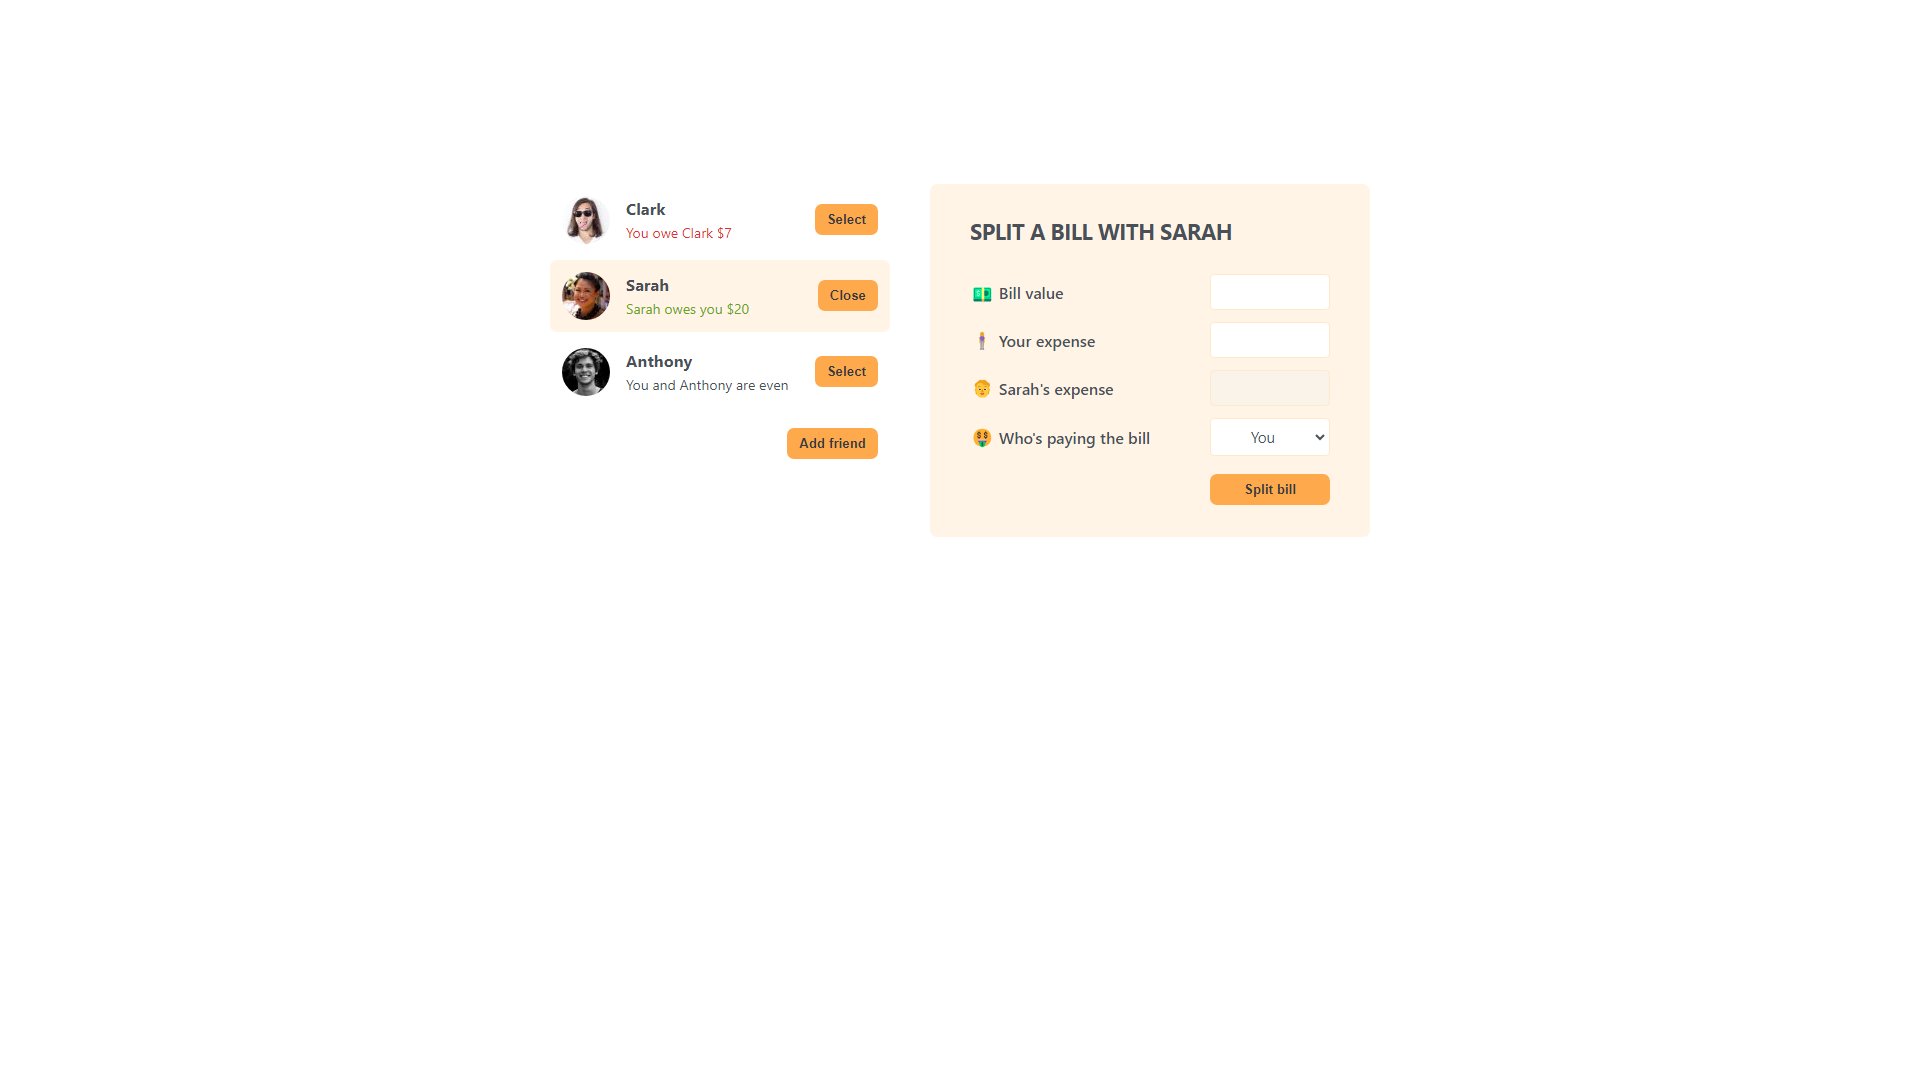 Clark
You owe Clark $7
Select
Sarah
Sarah owes you $20
Close
Anthony
You and Anthony are even
Select
Add friend
SPLIT A BILL WITH SARAH
💵 Bill value
🧍‍♀️ Your expense
🧑 Sarah's expense
🤑 Who's paying the bill
You
Split bill